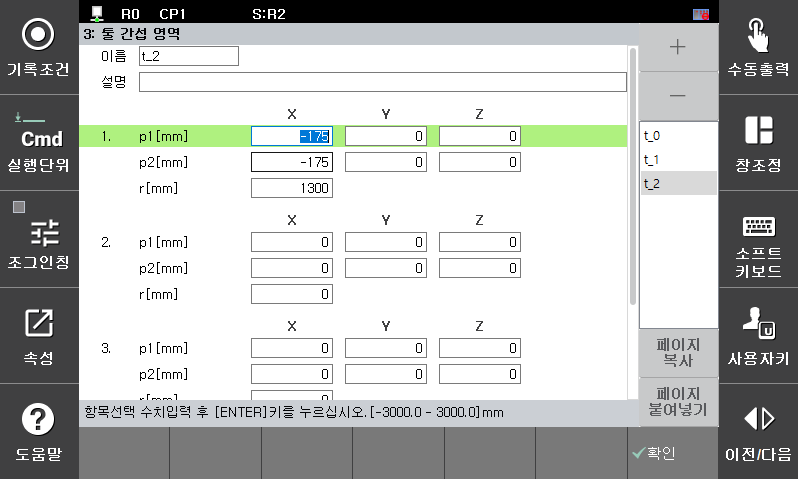 R0 CP1 S:R2
3: 툴 간섭 영역
기록조건
Cmd
실행단위
조그인칭
속성
도움말
이름 t_2
설명
X Y Z
1. p1[mm] -175 0 0
p2[mm] -175 0 0
r[mm] 1300
X Y Z
2. p1[mm] 0 0 0
p2[mm] 0 0 0
r[mm] 0
X Y Z
3. p1[mm] 0 0 0
p2[mm] 0 0 0
r[mm] 0
항목선택 수치입력 후 [ENTER]키를 누르십시오.[-3000.0 - 3000.0]mm
+
-
t_0
t_1
t_2
페이지
복사
페이지
붙여넣기
확인
수동출력
창조정
소프트
키보드
사용자키
U
이전/다음